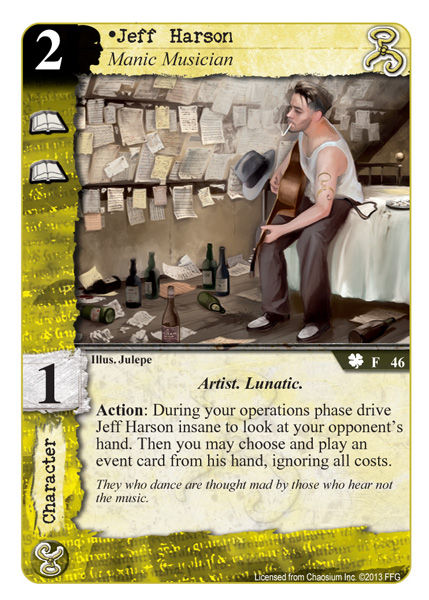 2
•Jeff Harson
Manic Musician
Illus. Julepe
F 46
1
Character
Artist. Lunatic.
Action: During your operations phase drive
Jeff Harson insane to look at your opponent's
hand. Then you may choose and play an
event card from his hand, ignoring all costs.
They who dance are thought mad by those who hear not
the music.
Licensed from Chaosium Inc. ©2013 FFG